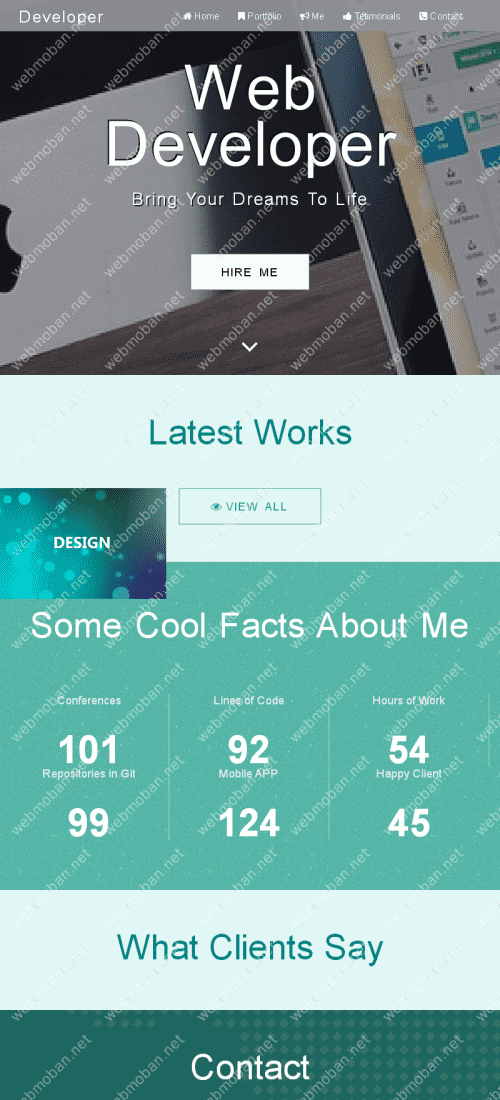 Developer
Home Portfolio Me Tetimonials Contact
Web
Developer
Bring Your Dreams To Life
HIRE ME
Latest Works
DESIGN
VIEW ALL
Some Cool Facts About Me
Conferences Lines of Code Hours of Work
101 92 54
Repositories in Git Mobile APP Happy Client
99 124 45
What Clients Say
Contact
webmoban.net